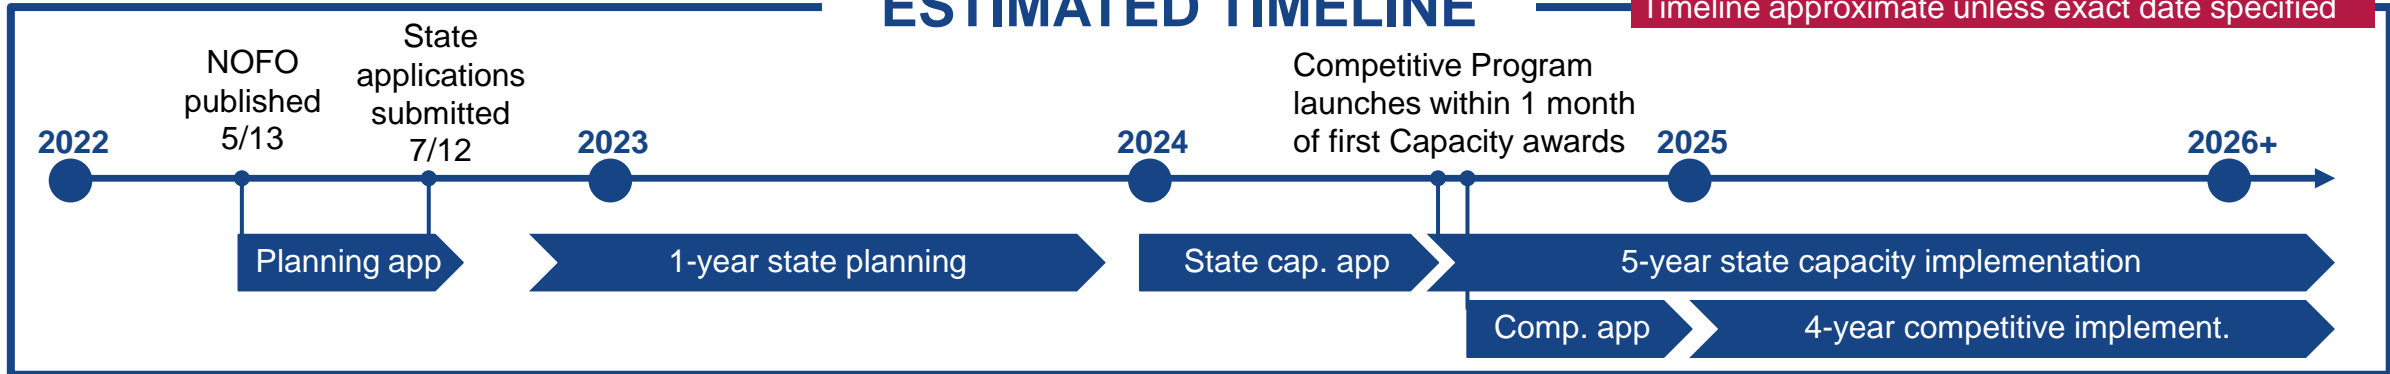 ESTIMATED TIMELINE
Timeline approximate unless exact date specified
2022
NOFO
published
5/13
State
applications
submitted
7/12
2023
2024
Competitive Program
launches within 1 month
of first Capacity awards
2025
2026+
Planning app
1-year state planning
State cap. app
5-year state capacity implementation
Comp. app
4-year competitive implement.